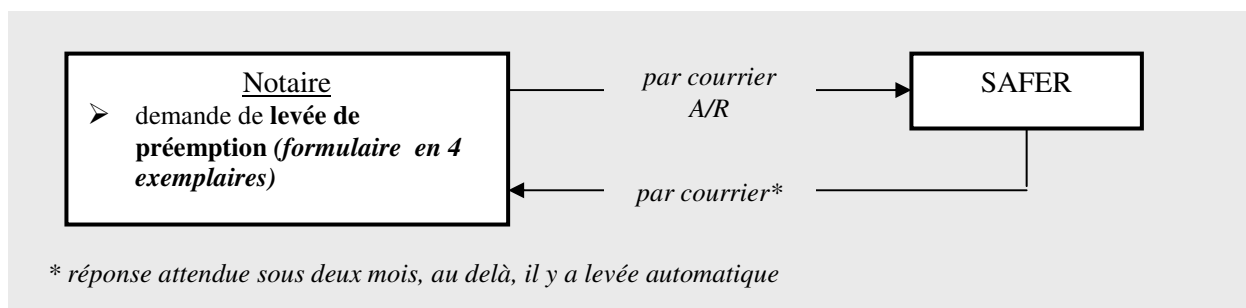 Notaire
➢ demande de levée de
préemption (formulaire en 4
exemplaires)
par courrier
A/R
SAFER
par courrier*
* réponse attendue sous deux mois, au delà, il y a levée automatique